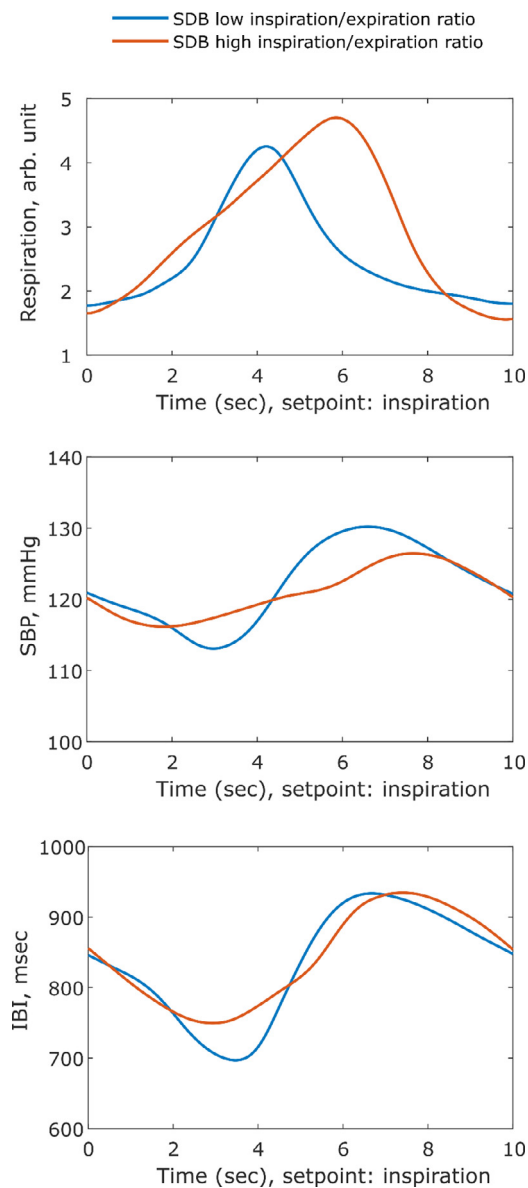 SDB low inspiration/expiration ratio
SDB high inspiration/expiration ratio
Respiration, arb. unit
5
4
3
2
1
0 2 4 6 8 10
Time (sec), setpoint: inspiration
SBP, mmHg
140
130
120
110
100
0 2 4 6 8 10
Time (sec), setpoint: inspiration
IBI, msec
1000
900
800
700
600
0 2 4 6 8 10
Time (sec), setpoint: inspiration